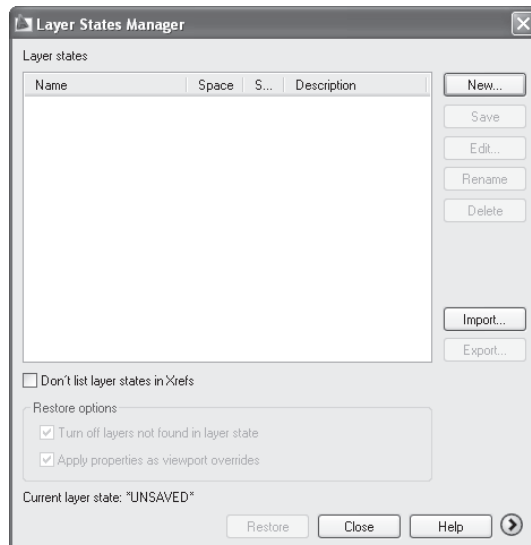 Layer States Manager
Layer states
Name Space S... Description
New...
Save
Edit...
Rename
Delete
Import...
Export...
Don't list layer states in Xrefs
Restore options
Turn off layers not found in layer state
Apply properties as viewport overrides
Current layer state: "UNSAVED"
Restore Close Help